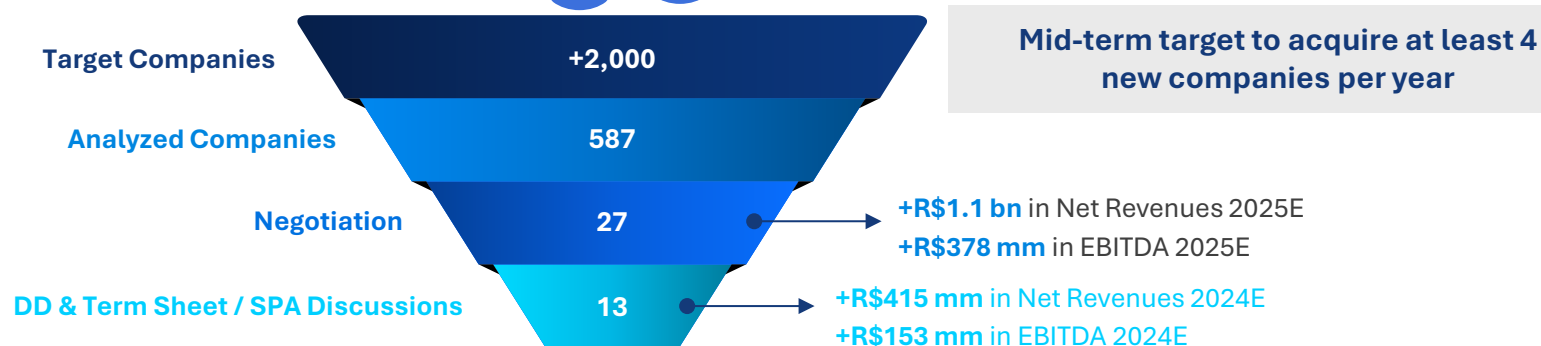 Mid-term target to acquire at least 4
new companies per year
Target Companies
+2,000
Analyzed Companies
587
Negotiation
27
+R$1.1 bn in Net Revenues 2025E
+R$378 mm in EBITDA 2025E
DD & Term Sheet / SPA Discussions
13
+R$415 mm in Net Revenues 2024E
+R$153 mm in EBITDA 2024E